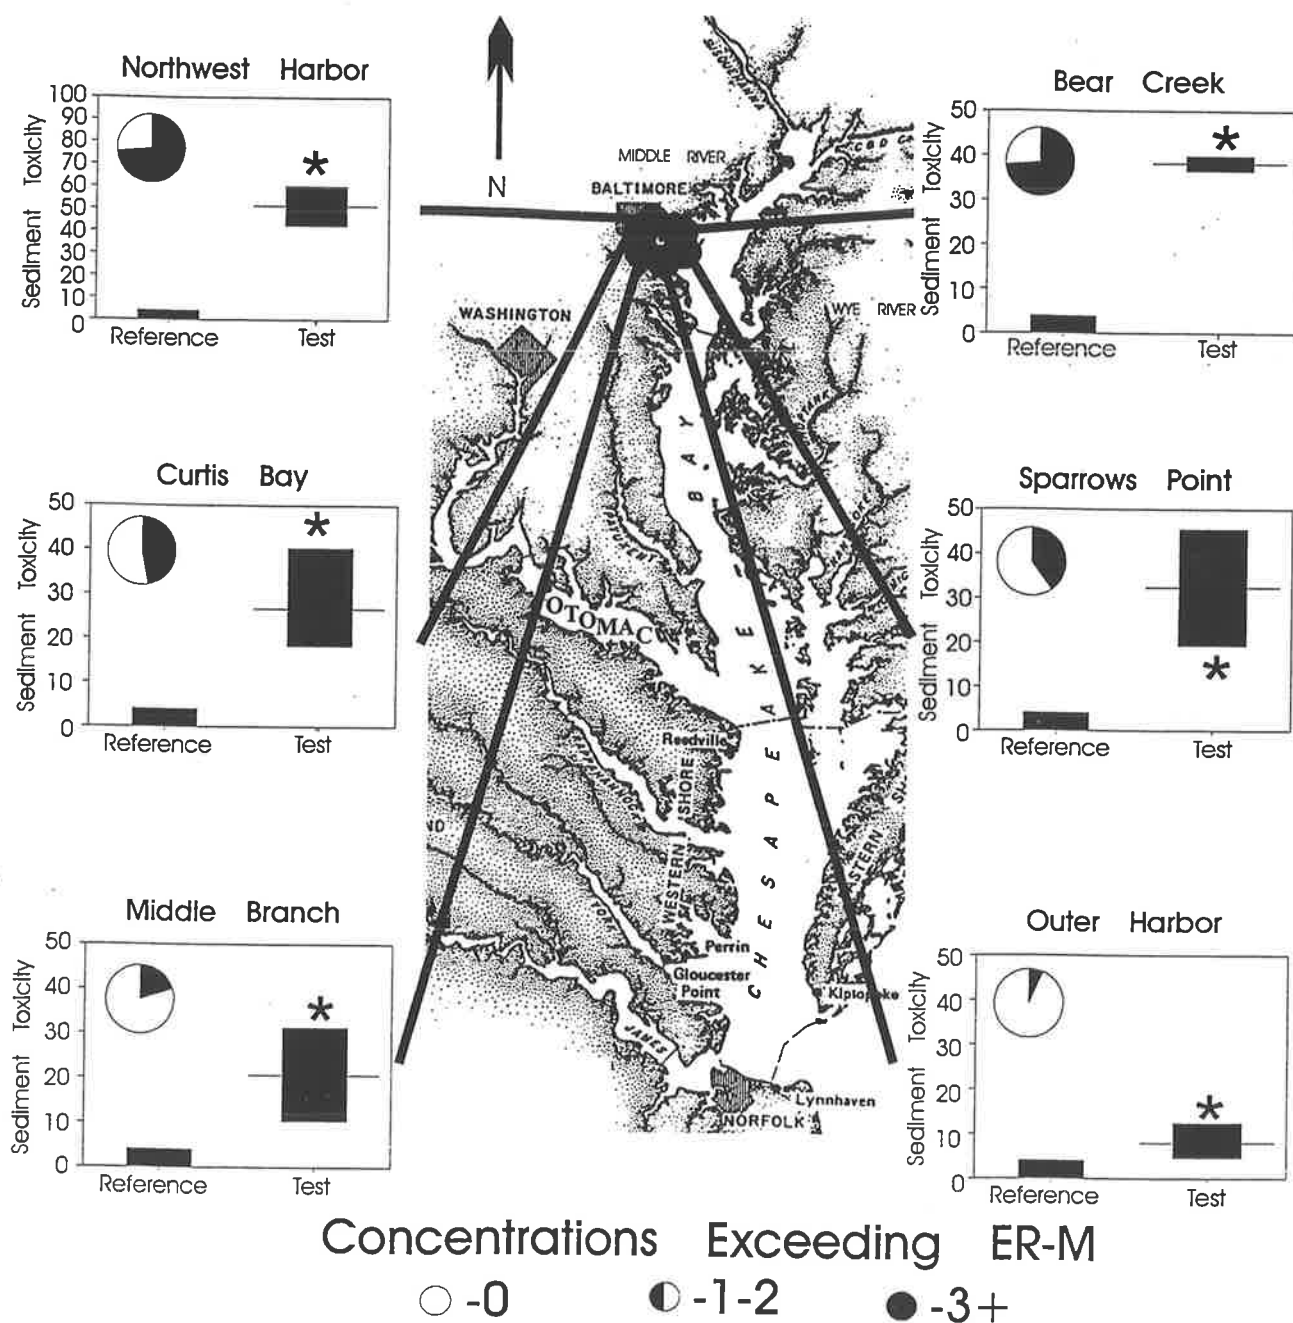 Northwest Harbor
100
90
80
70
60
50
40
30
20
10
0
Sediment Toxicity
*
Reference Test
Curtis Bay
50
40
30
20
10
0
Sediment Toxicity
*
Reference Test
Middle Branch
50
40
30
20
10
0
Sediment Toxicity
*
Reference Test
N
MIDDLE RIVER
BALTIMORE
WASHINGTON
WYE RIVER
CHESAPEAKE BAY
OTOMAC
Reedville
WESTERN SHORE
ND
YORK
Perrin
Gloucester
Point
Kiptopeke
JAMES
Lynnhaven
NORFOLK
Bear Creek
50
40
30
20
10
0
Sediment Toxicity
*
Reference Test
Sparrows Point
50
40
30
20
10
0
Sediment Toxicity
*
Reference Test
Outer Harbor
50
40
30
20
10
0
Sediment Toxicity
*
Reference Test
Concentrations Exceeding ER-M
-0 -1-2 -3+